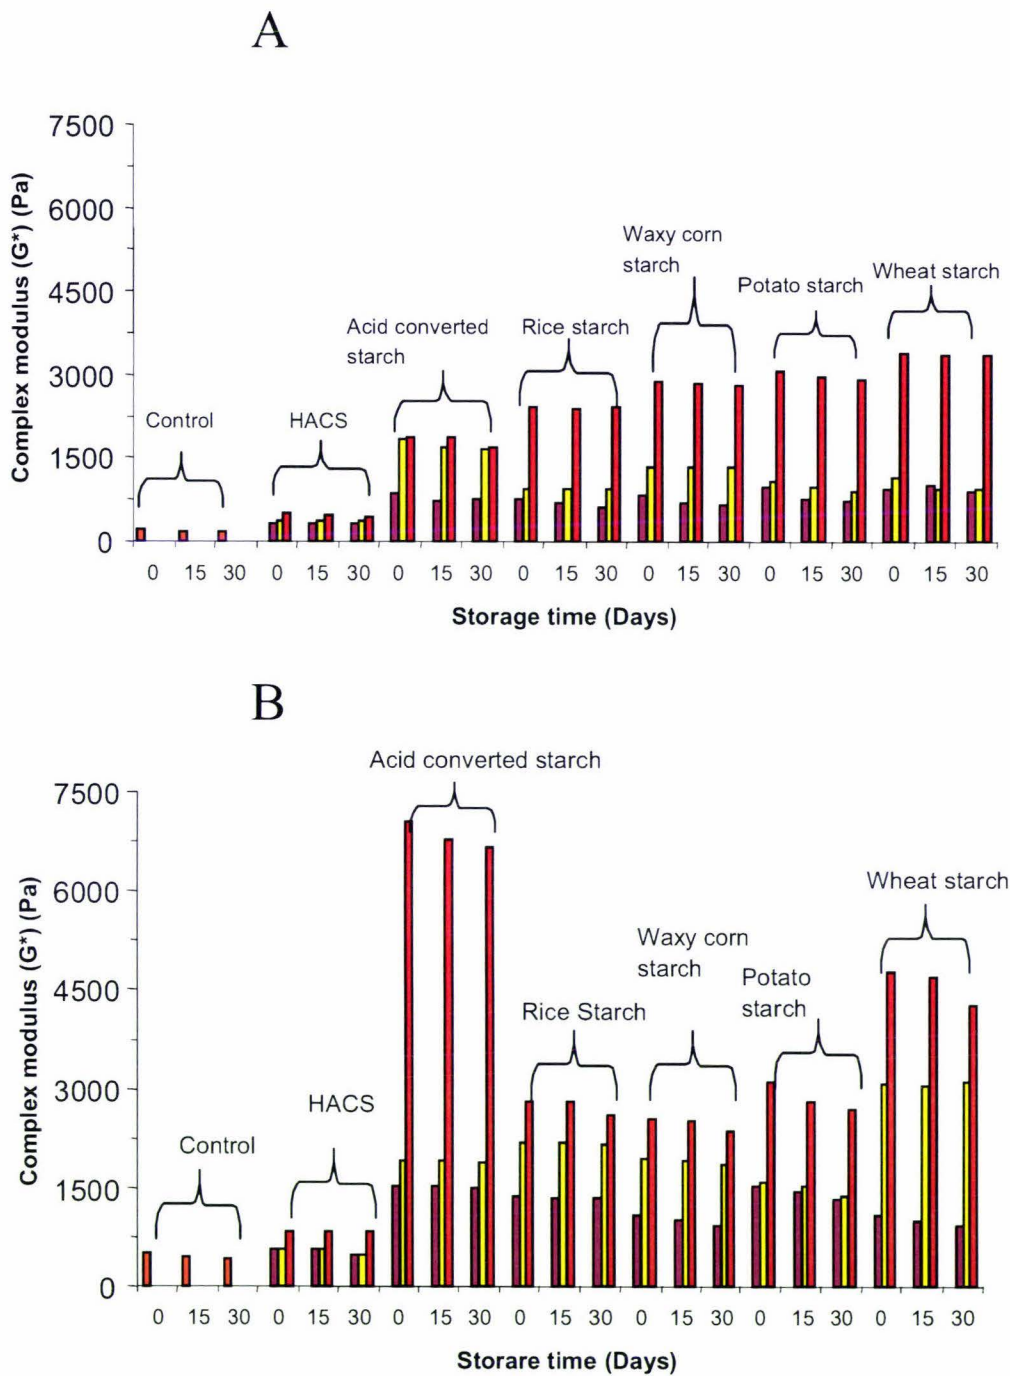 A
7500
6000
4500
3000
1500
0
Complex modulus (G*) (Pa)
Control
HACS
Acid converted
starch
Rice starch
Waxy corn
starch
Potato starch
Wheat starch
0 15 30 0 15 30 0 15 30 0 15 30 0 15 30 0 15 30 0 15 30
Storage time (Days)
B
7500
6000
4500
3000
1500
0
Complex modulus (G*) (Pa)
Control
HACS
Acid converted starch
Rice Starch
Waxy corn
starch
Potato
starch
Wheat starch
0 15 30 0 15 30 0 15 30 0 15 30 0 15 30 0 15 30 0 15 30
Storare time (Days)